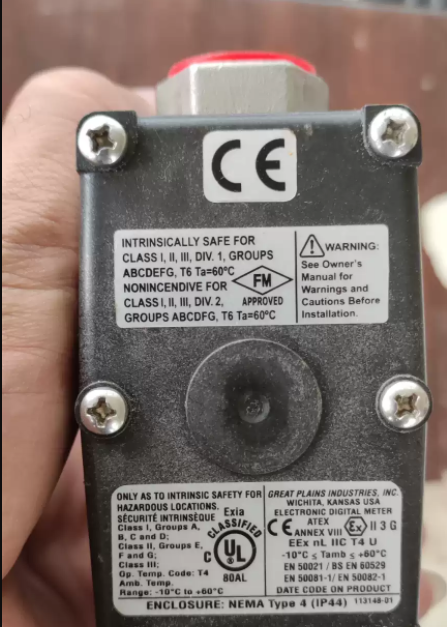 CE
INTRINSICALLY SAFE FOR
CLASS I, II, III, DIV. 1, GROUPS
ABCDEFG, T6 Ta=60ºC
NONINCENDIVE FOR
CLASS I, II, III, DIV. 2,
GROUPS ABCDFG, T6 Ta=60ºC
FM
APPROVED
WARNING:
See Owner's
Manual for
Warnings and
Cautions Before
Installation.
ONLY AS TO INTRINSIC SAFETY FOR
HAZARDOUS LOCATIONS.
SÉCURITÉ INTRINSÈQUE
Exia
Class I, Groups A,
B, C and D;
Class II, Groups E,
F and G;
Class III;
Op. Temp. Code: T4
Amb. Temp.
Range: -10°C to +60°C
CLASSIFIED
C UL
80AL
GREAT PLAINS INDUSTRIES, INC.
WICHITA, KANSAS USA
ELECTRONIC DIGITAL METER
CE ATEX Ex II 3 G
ANNEX VIII
EEx nL IIC T4 U
-10°C ≤ Tamb ≤ +60°C
EN 50021 / BS EN 60529
EN 50081-1/ EN 50082-1
DATE CODE ON PRODUCT
ENCLOSURE: NEMA Type 4 (IP44) 113148-01